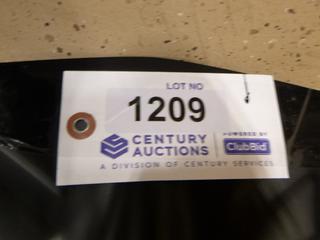 LOT NO
1209
CENTURY
AUCTIONS
POWERED BY
ClubBid
A DIVISION OF CENTURY SERVICES